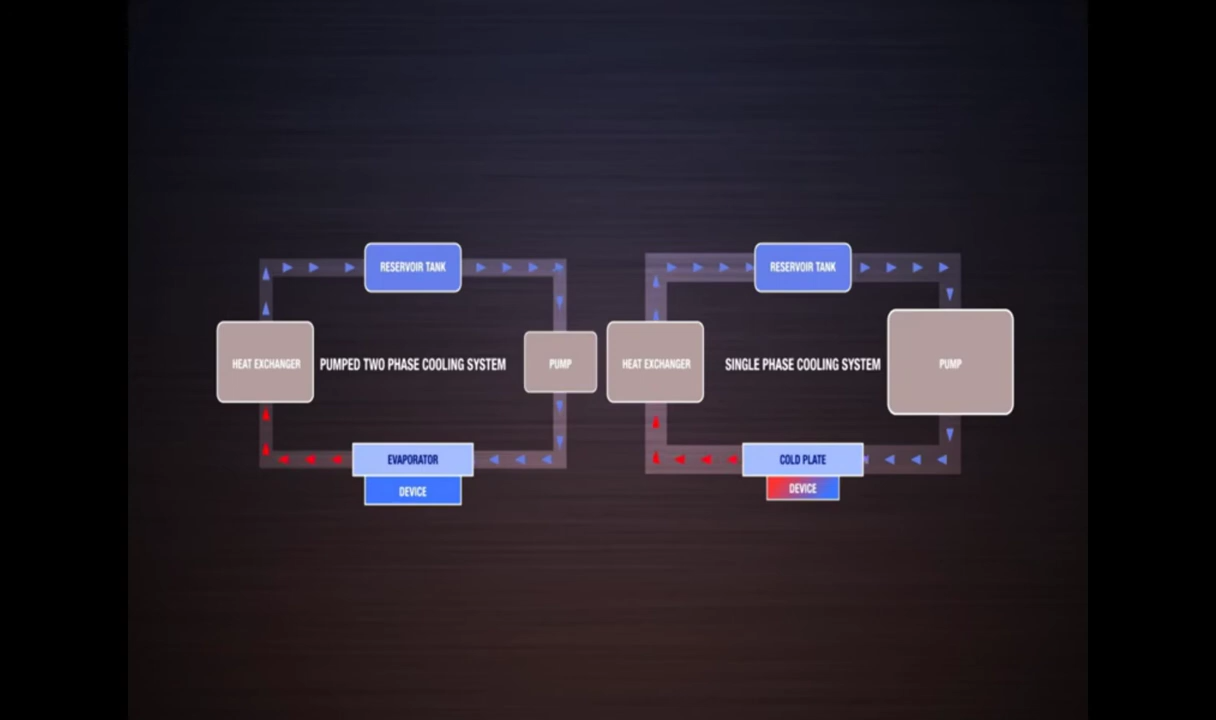 RESERVOIR TANK
HEAT EXCHANGER
PUMPED TWO PHASE COOLING SYSTEM
PUMP
EVAPORATOR
DEVICE
RESERVOIR TANK
HEAT EXCHANGER
SINGLE PHASE COOLING SYSTEM
PUMP
COLD PLATE
DEVICE